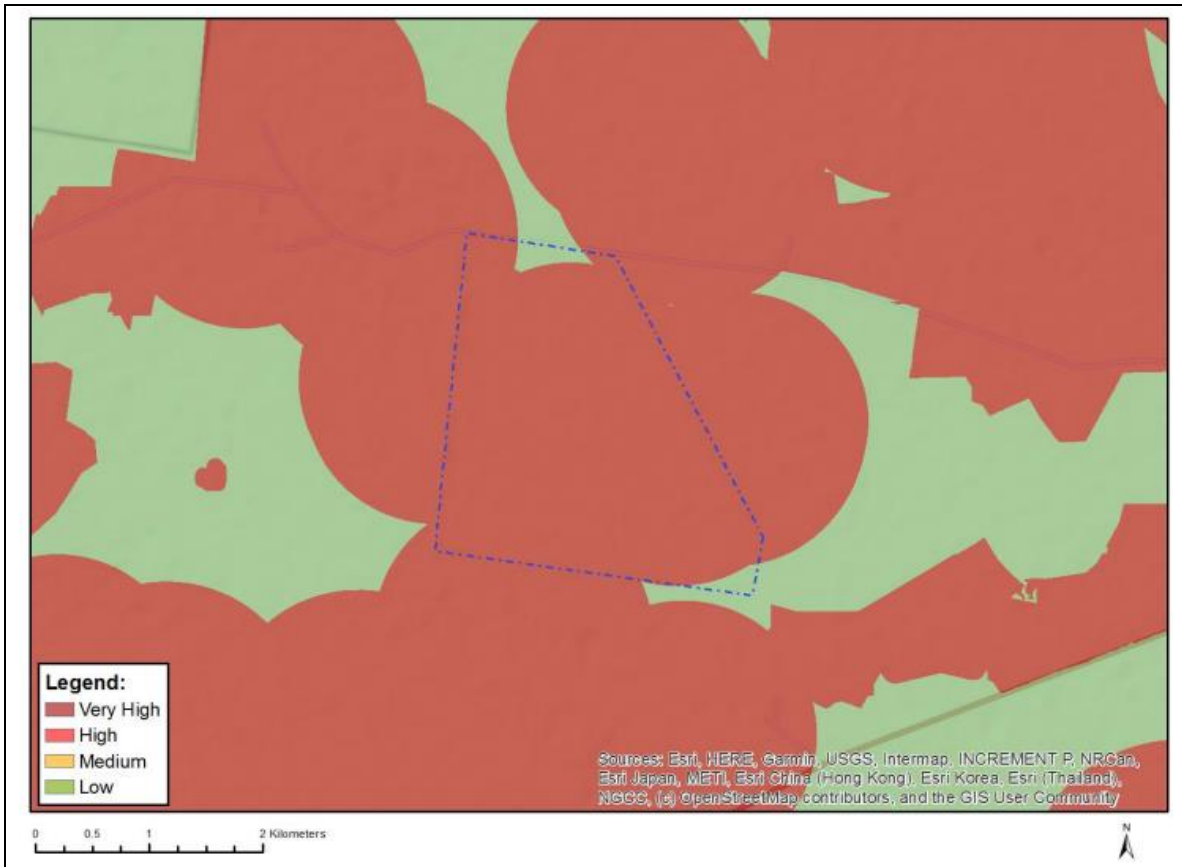 Legend:
Very High
High
Medium
Low
Sources: Esri, HERE, Garmin, USGS, Intermap, INCREMENT P, NRCan,
Esri Japan, METI, Esri China (Hong Kong), Esri Korea, Esri (Thailand),
NGCC, (c) OpenStreetMap contributors, and the GIS User Community
0 0.5 1 2 Kilometers
N